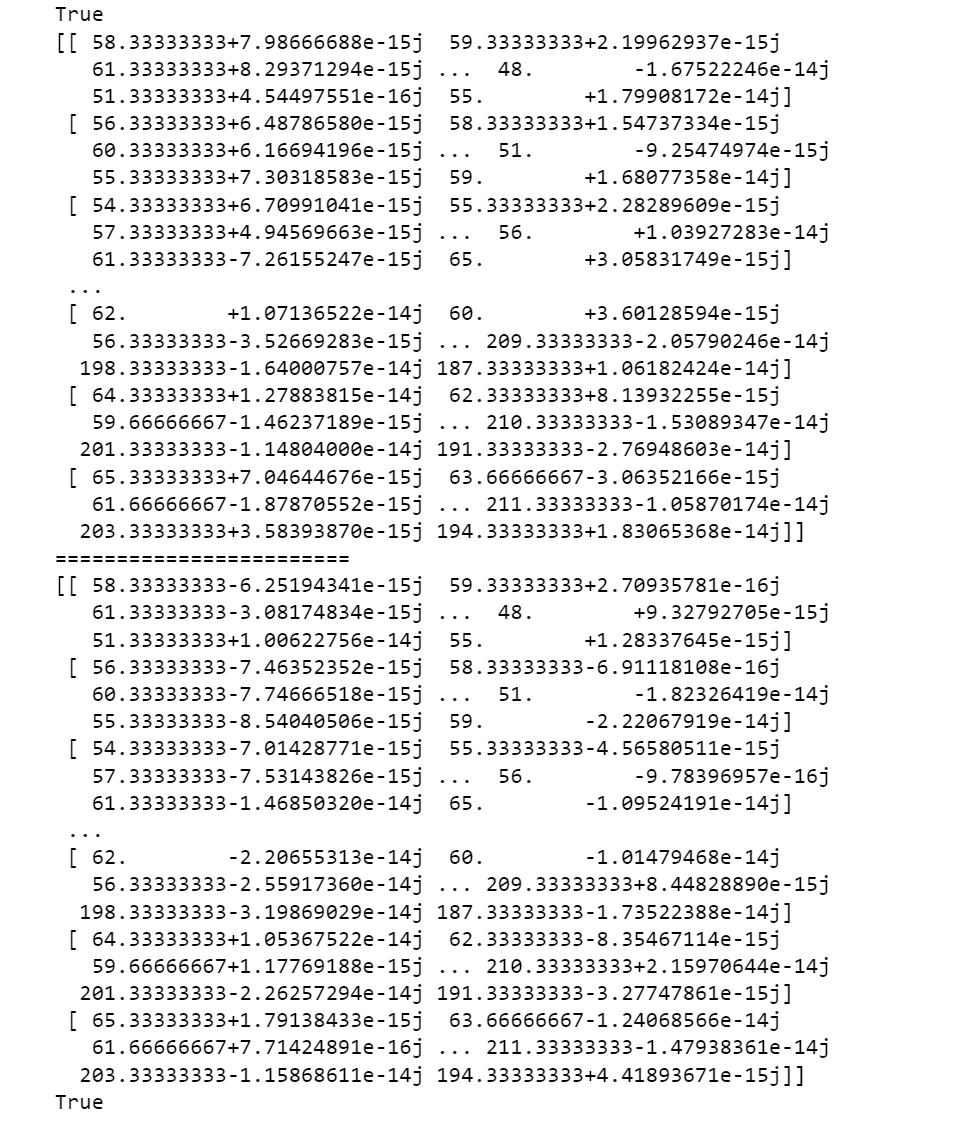 True
[[ 58.33333333+7.98666688e-15j  59.33333333+2.19962937e-15j
   61.33333333+8.29371294e-15j ...  48.        -1.67522246e-14j
   51.33333333+4.54497551e-16j  55.        +1.79908172e-14j]
 [ 56.33333333+6.48786580e-15j  58.33333333+1.54737334e-15j
   60.33333333+6.16694196e-15j ...  51.        -9.25474974e-15j
   55.33333333+7.30318583e-15j  59.        +1.68077358e-14j]
 [ 54.33333333+6.70991041e-15j  55.33333333+2.28289609e-15j
   57.33333333+4.94569663e-15j ...  56.        +1.03927283e-14j
   61.33333333-7.26155247e-15j  65.        +3.05831749e-15j]
 ...
 [ 62.        +1.07136522e-14j  60.        +3.60128594e-15j
   56.33333333-3.52669283e-15j ... 209.33333333-2.05790246e-14j
  198.33333333-1.64000757e-14j 187.33333333+1.06182424e-14j]
 [ 64.33333333+1.27883815e-14j  62.33333333+8.13932255e-15j
   59.66666667-1.46237189e-15j ... 210.33333333-1.53089347e-14j
  201.33333333-1.14804000e-14j 191.33333333-2.76948603e-14j]
 [ 65.33333333+7.04644676e-15j  63.66666667-3.06352166e-15j
   61.66666667-1.87870552e-15j ... 211.33333333-1.05870174e-14j
  203.33333333+3.58393870e-15j 194.33333333+1.83065368e-14j]]
========================
[[ 58.33333333-6.25194341e-15j  59.33333333+2.70935781e-16j
   61.33333333-3.08174834e-15j ...  48.        +9.32792705e-15j
   51.33333333+1.00622756e-14j  55.        +1.28337645e-15j]
 [ 56.33333333-7.46352352e-15j  58.33333333-6.91118108e-16j
   60.33333333-7.74666518e-15j ...  51.        -1.82326419e-14j
   55.33333333-8.54040506e-15j  59.        -2.22067919e-14j]
 [ 54.33333333-7.01428771e-15j  55.33333333-4.56580511e-15j
   57.33333333-7.53143826e-15j ...  56.        -9.78396957e-16j
   61.33333333-1.46850320e-14j  65.        -1.09524191e-14j]
 ...
 [ 62.        -2.20655313e-14j  60.        -1.01479468e-14j
   56.33333333-2.55917360e-14j ... 209.33333333+8.44828890e-15j
  198.33333333-3.19869029e-14j 187.33333333-1.73522388e-14j]
 [ 64.33333333+1.05367522e-14j  62.33333333-8.35467114e-15j
   59.66666667+1.17769188e-15j ... 210.33333333+2.15970644e-14j
  201.33333333-2.26257294e-14j 191.33333333-3.27747861e-15j]
 [ 65.33333333+1.79138433e-15j  63.66666667-1.24068566e-14j
   61.66666667+7.71424891e-16j ... 211.33333333-1.47938361e-14j
  203.33333333-1.15868611e-14j 194.33333333+4.41893671e-15j]]
True